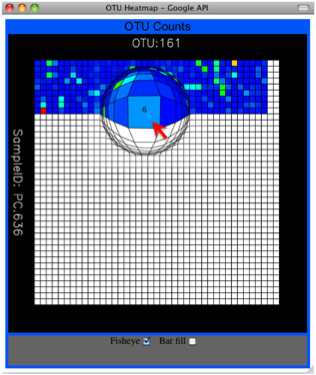 OTU Heatmap - Google API
OTU Counts
OTU:161
SampleID: PC.636
6
Fisheye Bar fill